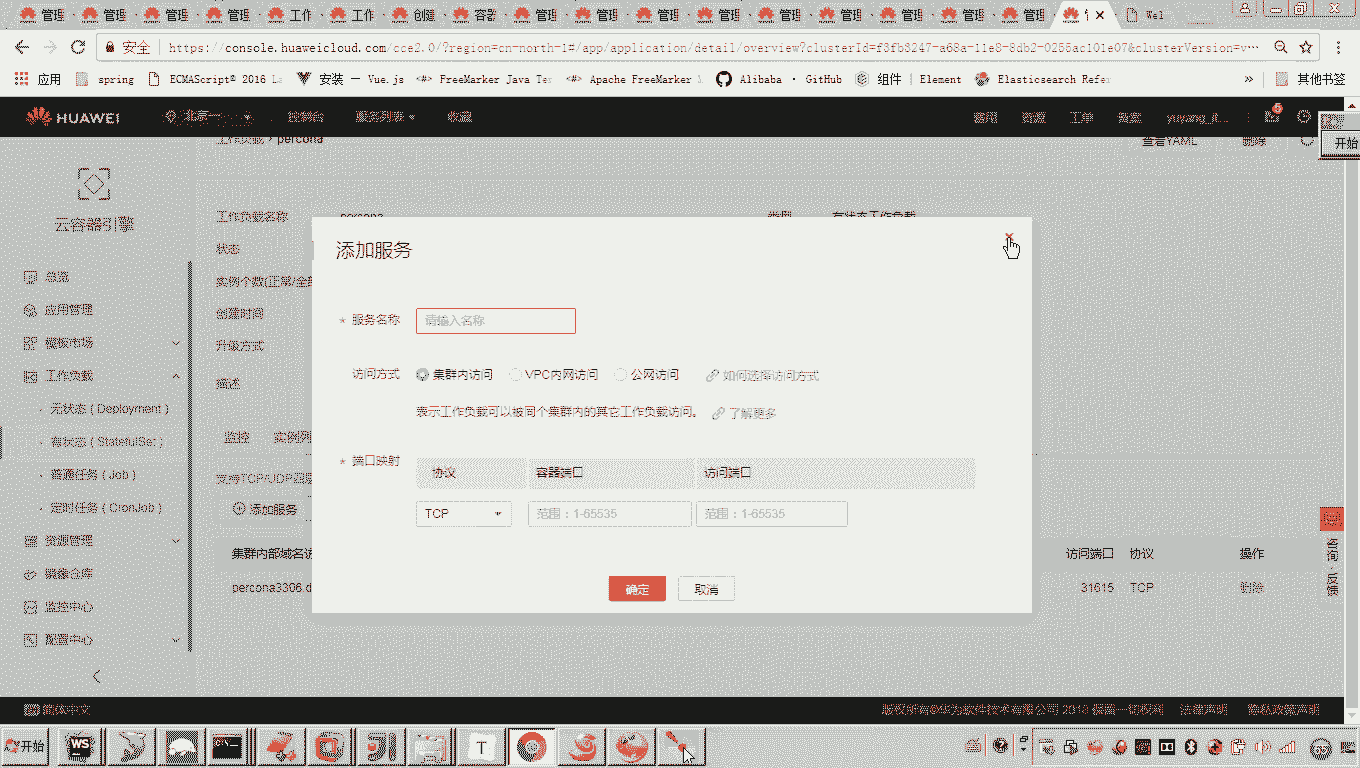 管理 管理 管理 管理 工作 工作 创建 容器 管理 管理 管理 管理 管理 管理 管理 管理 管理 Wel
安全 https://console.huaweicloud.com/cce2.0/?region=cn-north-1#/app/application/detail/overview?clusterId=f3fb3247-a68a-11e8-8db2-0255ac101e07&clusterVersion=v…
应用 spring ECMAScript® 2016 La 安装 — Vue.js FreeMarker Java Te Apache FreeMarker Alibaba · GitHub 组件 | Element Elasticsearch Refer » 其他书签
HUAWEI 北京一 控制台 服务列表 收藏 费用 资源 工单 备案 yuyang_it... 5
开始
工作负载 > percona 查看YAML 删除
云容器引擎
总览
应用管理
模板市场
工作负载
无状态 ( Deployment )
有状态 ( StatefulSet )
普通任务 ( Job )
定时任务 ( CronJob )
资源管理
镜像仓库
监控中心
配置中心
工作负载名称 percona 类型 有状态工作负载
状态
实例个数(正常/全部
创建时间
升级方式
描述
监控 实例列
支持TCP/UDP四层
添加服务
集群内部域名访 访问端口 协议 操作
percona3306.d 31615 TCP 删除
添加服务
* 服务名称 请输入名称
访问方式 集群内访问 VPC内网访问 公网访问 如何选择访问方式
表示工作负载可以被同个集群内的其它工作负载访问。 了解更多
* 端口映射 协议 容器端口 访问端口
TCP 范围：1-65535 范围：1-65535
确定 取消
咨询·反馈
简体中文 版权所有©华为软件技术有限公司 2018 保留一切权利 法律声明 隐私政策声明
开始 WS C:\ T